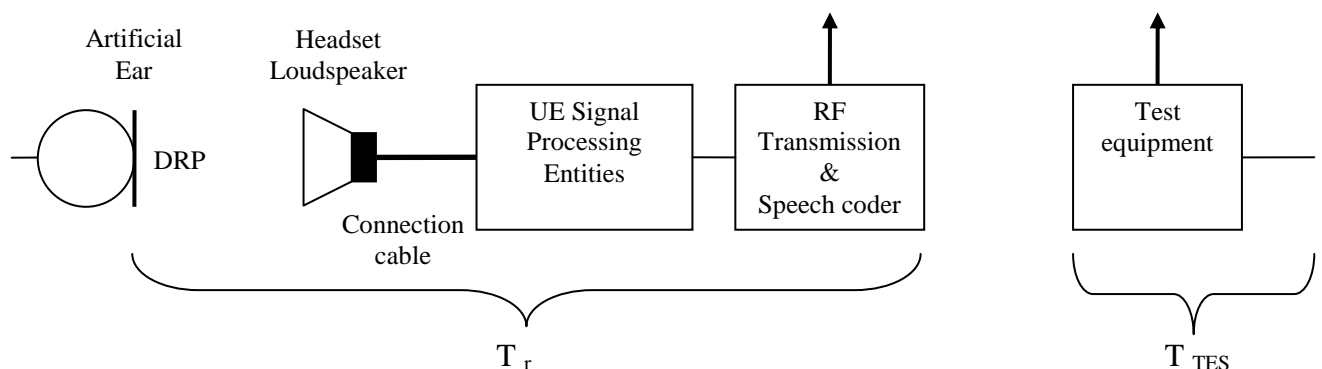 Artificial
Ear
DRP
Headset
Loudspeaker
Connection
cable
UE Signal
Processing
Entities
RF
Transmission
&
Speech coder
Test
equipment
T r
T TES